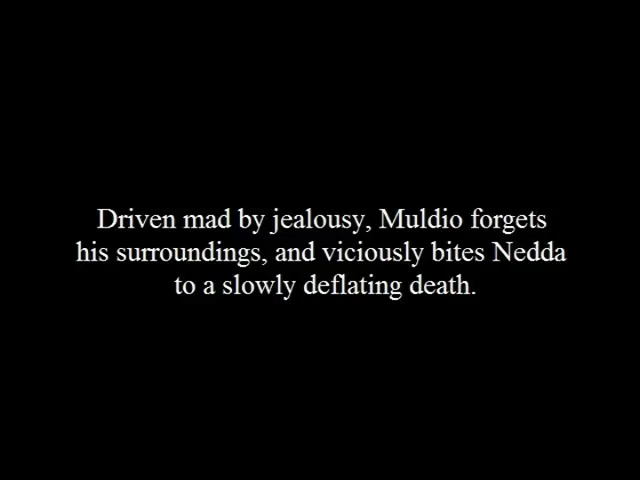 Driven mad by jealousy, Muldio forgets
his surroundings, and viciously bites Nedda
to a slowly deflating death.